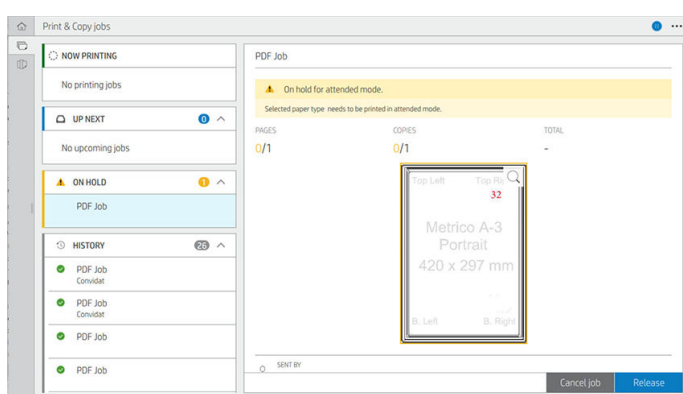 Print & Copy jobs
NOW PRINTING
No printing jobs
UP NEXT
0
No upcoming jobs
ON HOLD
1
PDF Job
HISTORY
26
PDF Job
Convidat
PDF Job
Convidat
PDF Job
PDF Job
PDF Job
On hold for attended mode.
Selected paper type needs to be printed in attended mode.
PAGES
COPIES
TOTAL
0/1
0/1
-
Top Left
32
Metrico A-3
Portrait
420 x 297 mm
B. Left
B. Right
SENT BY
Cancel job
Release